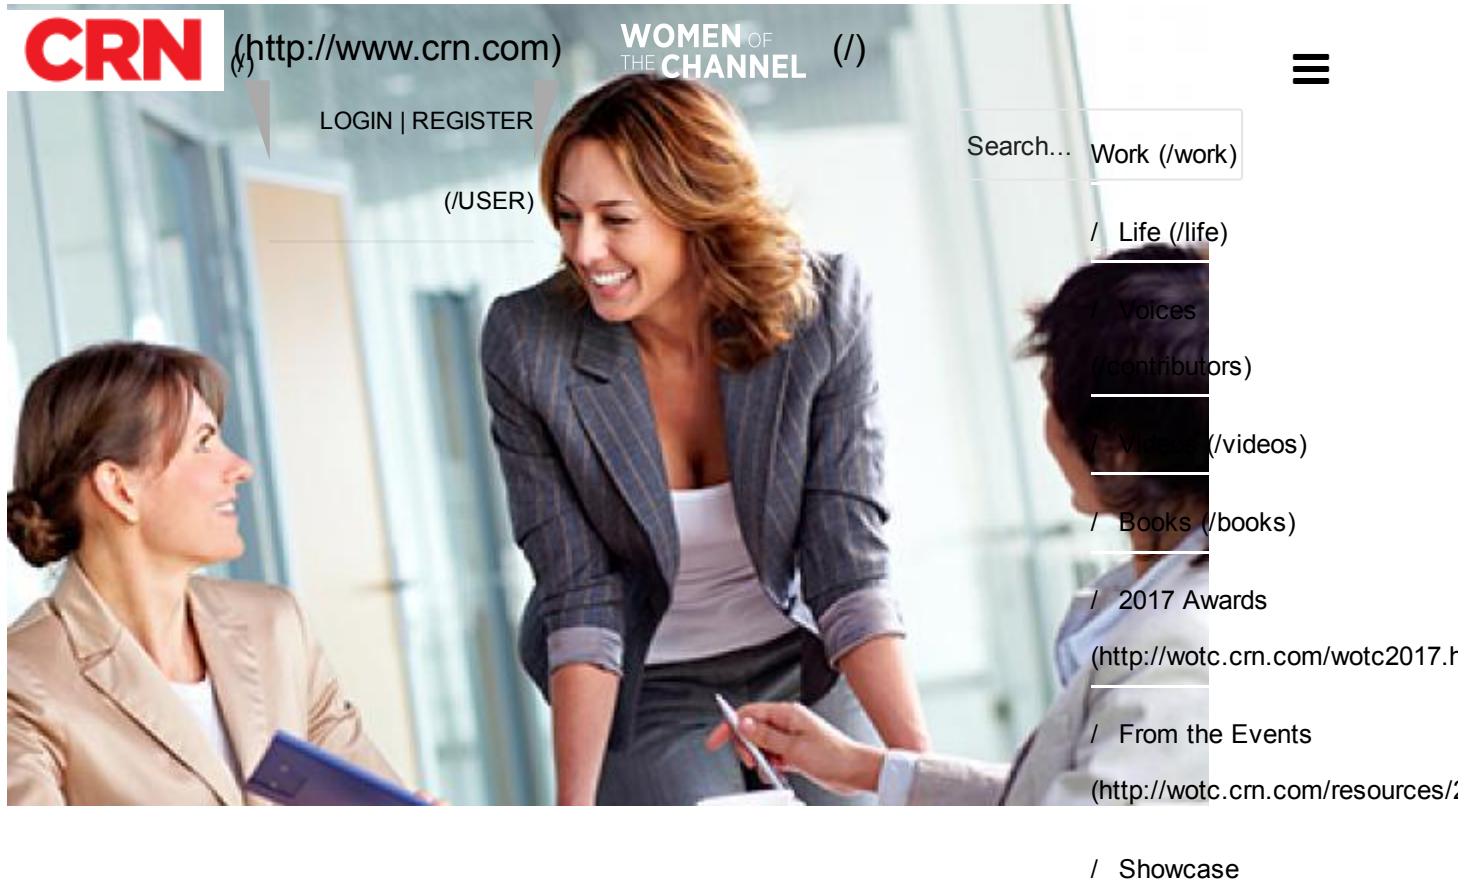 CRN
(http://www.crn.com)
(/)
WOMEN OF
THE CHANNEL
(/)
LOGIN | REGISTER
(/USER)
Search...
Work (/work)
/ Life (/life)
/ Voices
(/contributors)
/ Videos (/videos)
/ Books (/books)
/ 2017 Awards
(http://wotc.crn.com/wotc2017.h
/ From the Events
(http://wotc.crn.com/resources/2
/ Showcase